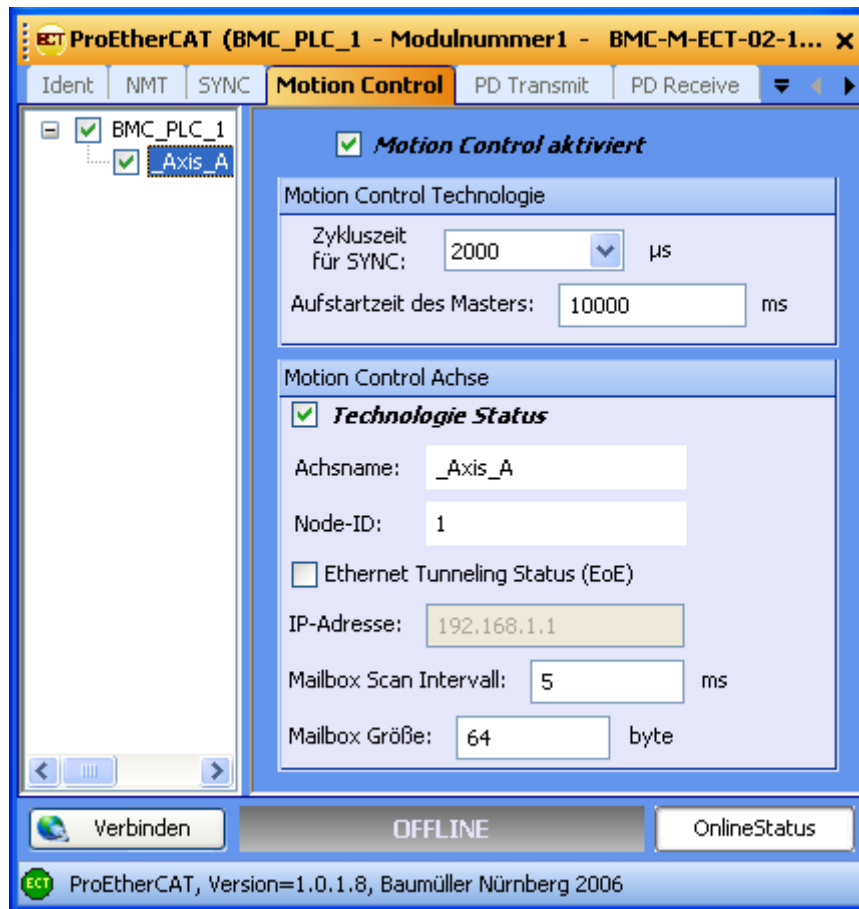 ECT ProEtherCAT (BMC_PLC_1 - Modulnummer1 - BMC-M-ECT-02-1...
Ident NMT SYNC Motion Control PD Transmit PD Receive
BMC_PLC_1
_Axis_A
Motion Control aktiviert
Motion Control Technologie
Zykluszeit
für SYNC: 2000 µs
Aufstartzeit des Masters: 10000 ms
Motion Control Achse
Technologie Status
Achsname: _Axis_A
Node-ID: 1
Ethernet Tunneling Status (EoE)
IP-Adresse: 192.168.1.1
Mailbox Scan Intervall: 5 ms
Mailbox Größe: 64 byte
Verbinden OFFLINE OnlineStatus
ECT ProEtherCAT, Version=1.0.1.8, Baumüller Nürnberg 2006